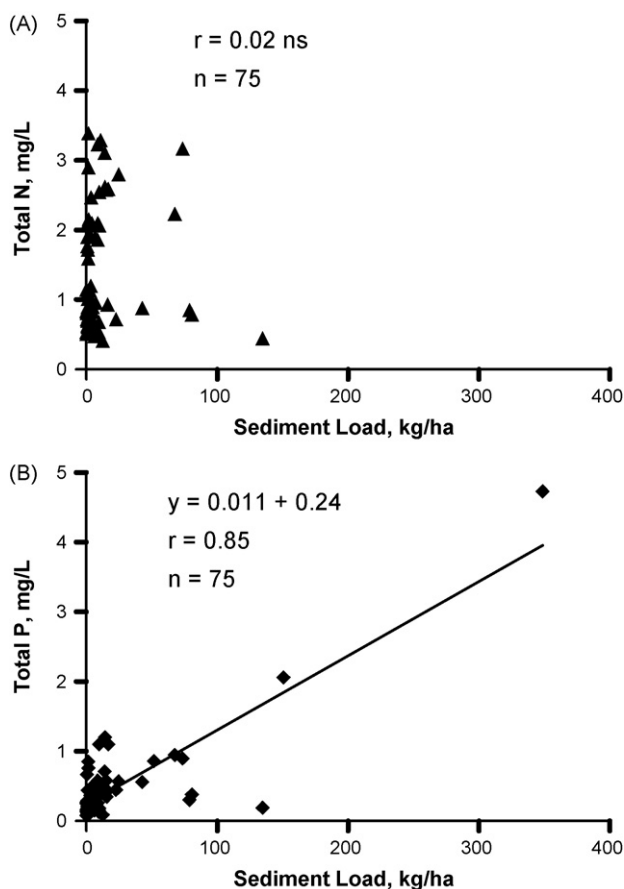 (A)
5
r = 0.02 ns
4
n = 75
3
Total N, mg/L
2
1
0
0 100 200 300 400
Sediment Load, kg/ha
(B)
5
y = 0.011 + 0.24
4
r = 0.85
n = 75
3
Total P, mg/L
2
1
0
0 100 200 300 400
Sediment Load, kg/ha